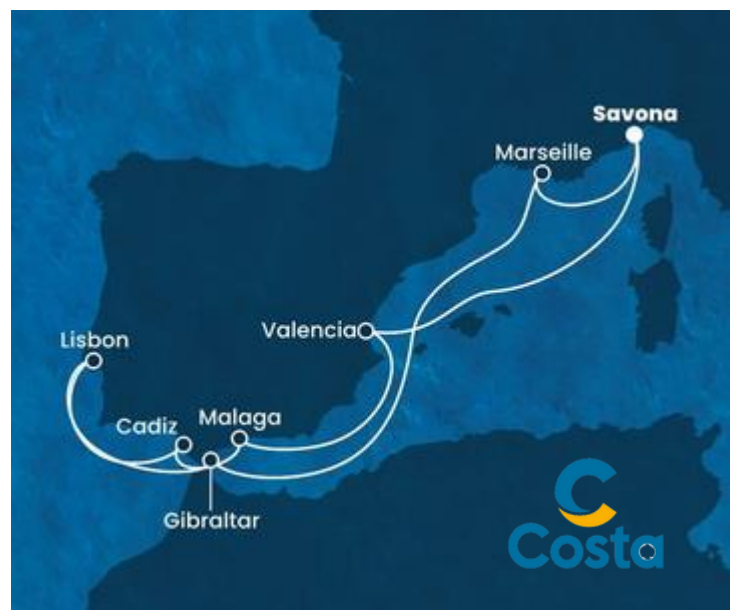 Savona
Marseille
Valencia
Lisbon
Malaga
Cadiz
Gibraltar
Costa